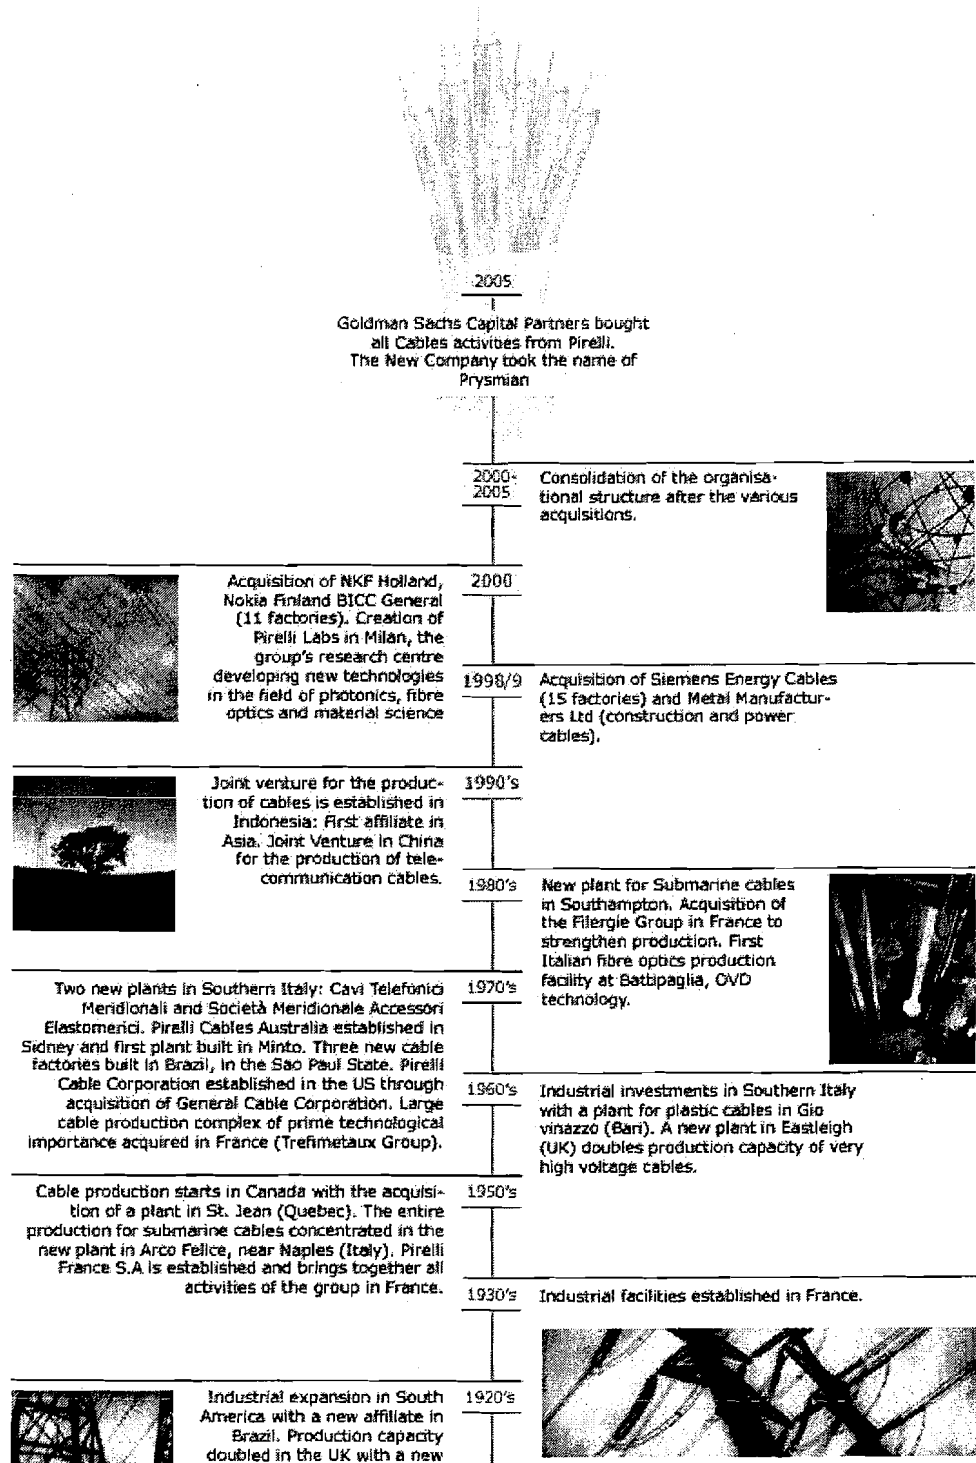 2005
Goldman Sachs Capital Partners bought
all Cables activities from Pirelli.
The New Company took the name of
Prysmian
2000-
2005
Consolidation of the organisa-
tional structure after the various
acquisitions.
2000
Acquisition of NKF Holland,
Nokia Finland BICC General
(11 factories). Creation of
Pirelli Labs in Milan, the
group's research centre
developing new technologies
in the field of photonics, fibre
optics and material science
1998/9
Acquisition of Siemens Energy Cables
(15 factories) and Metal Manufactur-
ers Ltd (construction and power
cables).
1990's
Joint venture for the produc-
tion of cables is established in
Indonesia: First affiliate in
Asia. Joint Venture in China
for the production of tele-
communication cables.
1980's
New plant for Submarine cables
in Southampton. Acquisition of
the Filergie Group in France to
strengthen production. First
Italian fibre optics production
facility at Battipaglia, OVD
technology.
1970's
Two new plants in Southern Italy: Cavi Telefonici
Meridionali and Società Meridionale Accessori
Elastomerici. Pirelli Cables Australia established in
Sidney and first plant built in Minto. Three new cable
factories built in Brazil, in the Sao Paul State. Pirelli
Cable Corporation established in the US through
acquisition of General Cable Corporation. Large
cable production complex of prime technological
importance acquired in France (Trefimetaux Group).
1960's
Industrial investments in Southern Italy
with a plant for plastic cables in Gio
vinazzo (Bari). A new plant in Eastleigh
(UK) doubles production capacity of very
high voltage cables.
1950's
Cable production starts in Canada with the acquisi-
tion of a plant in St. Jean (Quebec). The entire
production for submarine cables concentrated in the
new plant in Arco Felice, near Naples (Italy). Pirelli
France S.A is established and brings together all
activities of the group in France.
1930's
Industrial facilities established in France.
1920's
Industrial expansion in South
America with a new affiliate in
Brazil. Production capacity
doubled in the UK with a new